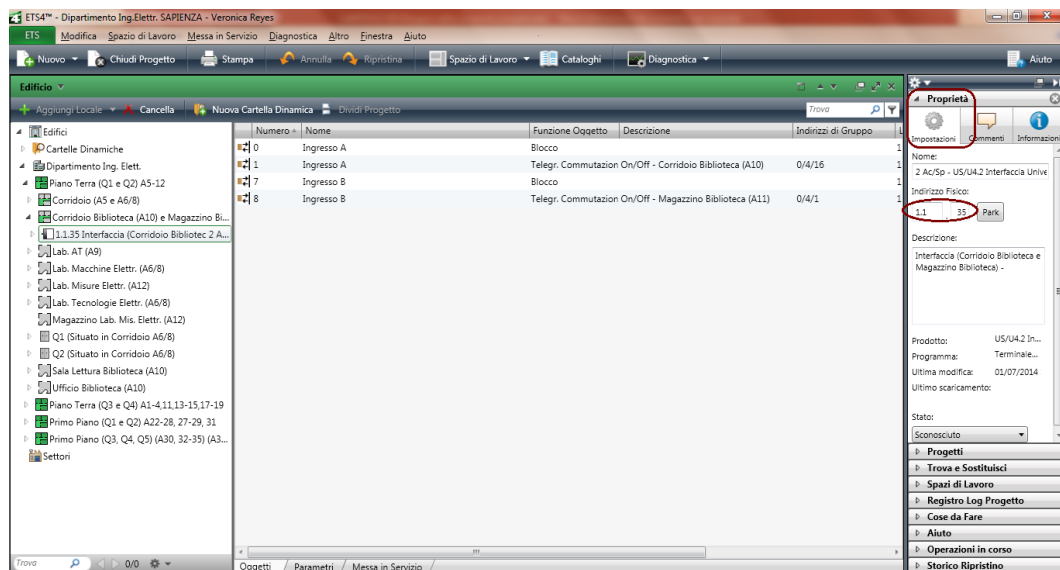 ETS4™ - Dipartimento Ing.Elettr. SAPIENZA - Veronica Reyes
ETS Modifica Spazio di Lavoro Messa in Servizio Diagnostica Altro Finestra Aiuto
Nuovo Chiudi Progetto Stampa Annulla Ripristina Spazio di Lavoro Cataloghi Diagnostica Aiuto
Edificio
Aggiungi Locale Cancella Nuova Cartella Dinamica Dividi Progetto Trova
Edifici
Cartelle Dinamiche
Dipartimento Ing. Elett.
Piano Terra (Q1 e Q2) A5-12
Corridoio (A5 e A6/8)
Corridoio Biblioteca (A10) e Magazzino Bi...
1.1.35 Interfaccia (Corridoio Bibliotec 2 A...
Lab. AT (A9)
Lab. Macchine Elettr. (A6/8)
Lab. Misure Elettr. (A12)
Lab. Tecnologie Elettr. (A6/8)
Magazzino Lab. Mis. Elettr. (A12)
Q1 (Situato in Corridoio A6/8)
Q2 (Situato in Corridoio A6/8)
Sala Lettura Biblioteca (A10)
Ufficio Biblioteca (A10)
Piano Terra (Q3 e Q4) A1-4,11,13-15,17-19
Primo Piano (Q1 e Q2) A22-28, 27-29, 31
Primo Piano (Q3, Q4, Q5) (A30, 32-35) (A3...
Settori
Trova 0/0
Numero Nome Funzione Oggetto Descrizione Indirizzi di Gruppo L
0 Ingresso A Blocco 1
1 Ingresso A Telegr. Commutazion On/Off - Corridoio Biblioteca (A10) 0/4/16 1
7 Ingresso B Blocco 1
8 Ingresso B Telegr. Commutazion On/Off - Magazzino Biblioteca (A11) 0/4/1 1
Oggetti Parametri Messa in Servizio
Proprietà
Impostazioni Commenti Informazioni
Nome:
2 Ac/Sp - US/U4.2 Interfaccia Unive
Indirizzo Fisico:
1.1 . 35 Park
Descrizione:
Interfaccia (Corridoio Biblioteca e
Magazzino Biblioteca) -
Prodotto: US/U4.2 In...
Programma: Terminale...
Ultima modifica: 01/07/2014
Ultimo scaricamento:
Stato:
Sconosciuto
Progetti
Trova e Sostituisci
Spazi di Lavoro
Registro Log Progetto
Cose da Fare
Aiuto
Operazioni in corso
Storico Ripristino